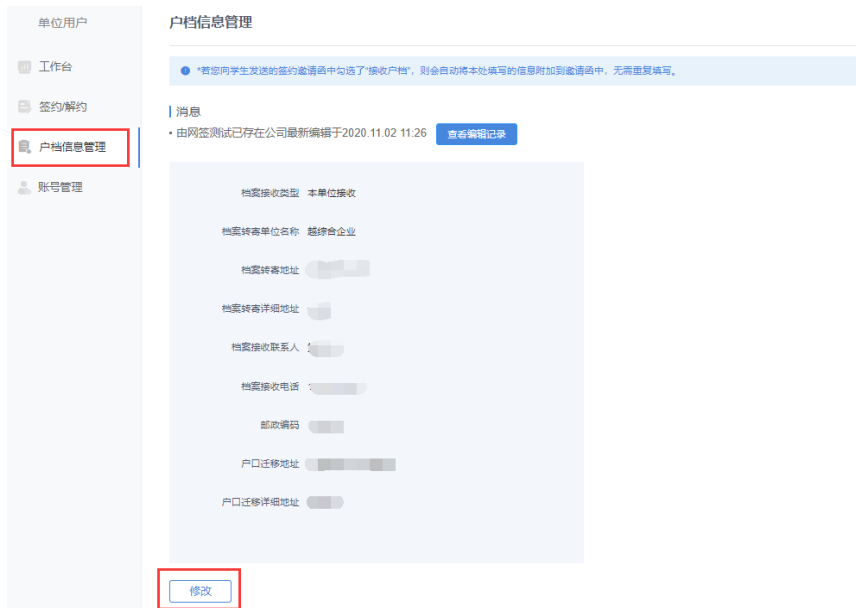 单位用户
工作台
签约/解约
户档信息管理
账号管理
户档信息管理
*若您向学生发送的签约邀请函中勾选了“接收户档”，则会自动将本处填写的信息附加到邀请函中，无需重复填写。
消息
• 由网签测试已存在公司最新编辑于2020.11.02 11:26 查看编辑记录
档案接收类型 本单位接收
档案转寄单位名称 越综合企业
档案转寄地址
档案转寄详细地址
档案接收联系人
档案接收电话
邮政编码
户口迁移地址
户口迁移详细地址
修改